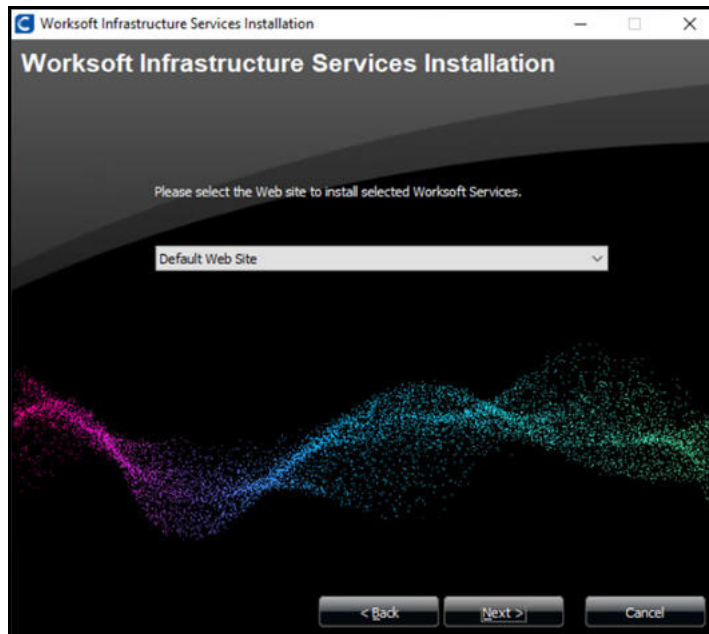 Worksoft Infrastructure Services Installation
Worksoft Infrastructure Services Installation
Please select the Web site to install selected Worksoft Services.
Default Web Site
< Back Next > Cancel